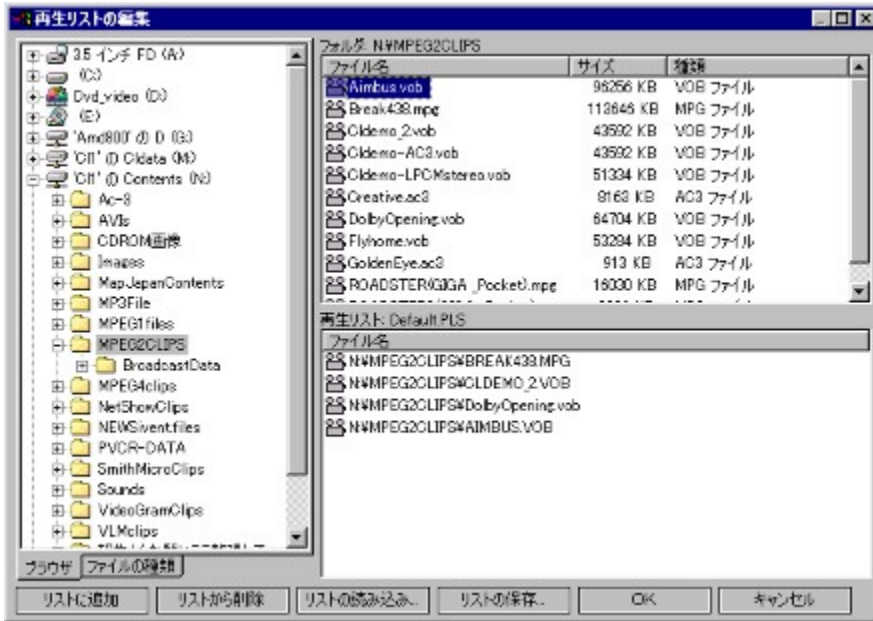 再生リストの編集
3.5 インチ FD (A:)
(C:)
Dvd_video (D:)
(E:)
'Amd800' の D (G:)
の Cldata (M:)
の Contents (N:)
Ac-3
AVIs
CDROM画像
Images
MapJapanContents
MP3File
MPEG1files
MPEG2CLIPS
BroadcastData
MPEG4clips
NetShowClips
NEWSivent.files
PVCR-DATA
SmithMicroClips
Sounds
VideoGramClips
VLMclips
ブラウザ ファイルの種類
フォルダ: N:¥MPEG2CLIPS
ファイル名 サイズ 種類
Aimbus.vob 96256 KB VOB ファイル
Break438.mpg 113646 KB MPG ファイル
Cldemo_2.vob 43592 KB VOB ファイル
Cldemo-AC3.vob 43592 KB VOB ファイル
Cldemo-LPCMstereo.vob 51334 KB VOB ファイル
Creative.ac3 8163 KB AC3 ファイル
DolbyOpening.vob 64704 KB VOB ファイル
Flyhome.vob 53284 KB VOB ファイル
GoldenEye.ac3 913 KB AC3 ファイル
ROADSTER(GIGA_Pocket).mpg 16030 KB MPG ファイル
再生リスト: Default.PLS
ファイル名
N:¥MPEG2CLIPS¥BREAK438.MPG
N:¥MPEG2CLIPS¥CLDEMO_2.VOB
N:¥MPEG2CLIPS¥DolbyOpening.vob
N:¥MPEG2CLIPS¥AIMBUS.VOB
リストに追加 リストから削除 リストの読み込み... リストの保存... OK キャンセル